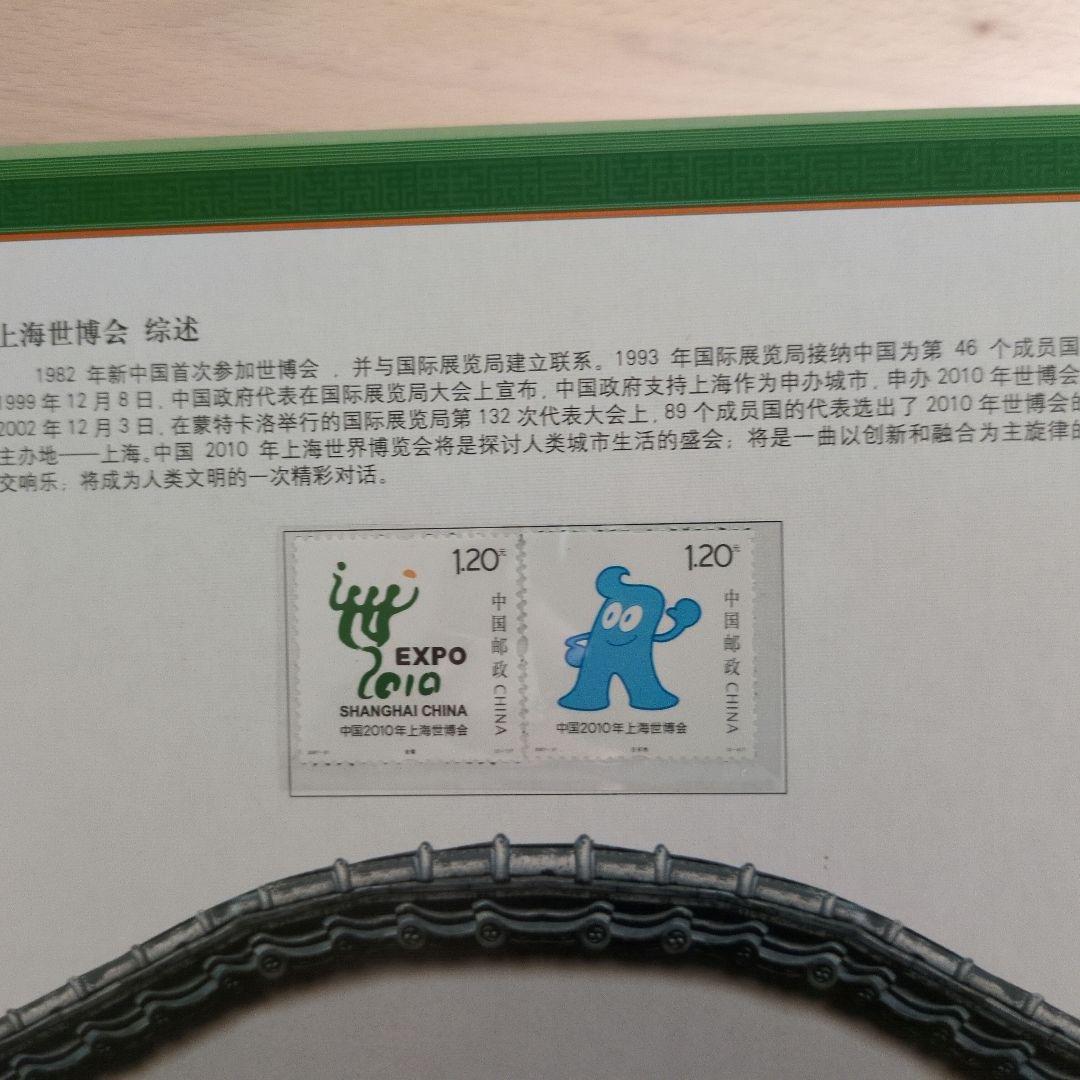 上海世博会 综述
1982 年新中国首次参加世博会，并与国际展览局建立联系。1993 年国际展览局接纳中国为第 46 个成员国
1999 年 12 月 8 日，中国政府代表在国际展览局大会上宣布，中国政府支持上海作为申办城市，申办 2010 年世博会
2002 年 12 月 3 日，在蒙特卡洛举行的国际展览局第 132 次代表大会上，89 个成员国的代表选出了 2010 年世博会的
主办地——上海。中国 2010 年上海世界博览会将是探讨人类城市生活的盛会；将是一曲以创新和融合为主旋律的
交响乐；将成为人类文明的一次精彩对话。
1.20元
中国邮政 CHINA
EXPO
2010
SHANGHAI CHINA
中国2010年上海世博会
1.20元
中国邮政 CHINA
中国2010年上海世博会